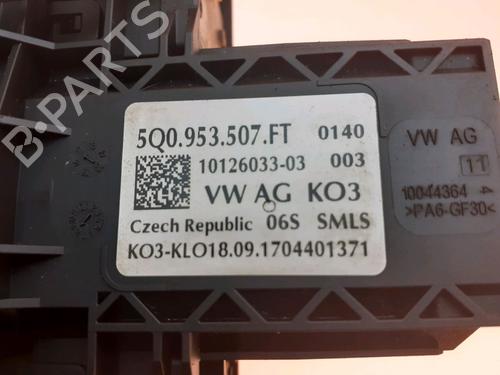 5Q0.953.507.FT 0140
10126033-03 003
VW AG KO3
Czech Republic 06S SMLS
KO3-KLO18.09.1704401371
VW AG
11
10044364
>PA6-GF30<
B-PARTS